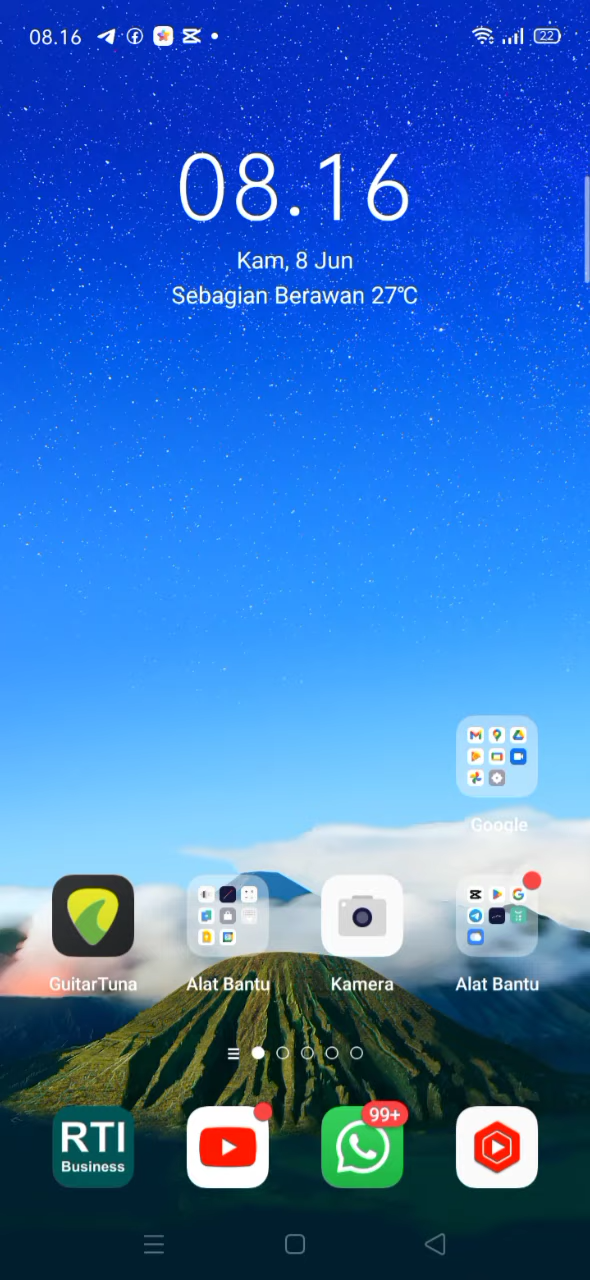 08.16
22
08.16
Kam, 8 Jun
Sebagian Berawan 27°C
Google
GuitarTuna
Alat Bantu
Kamera
Alat Bantu
RTI
Business
99+